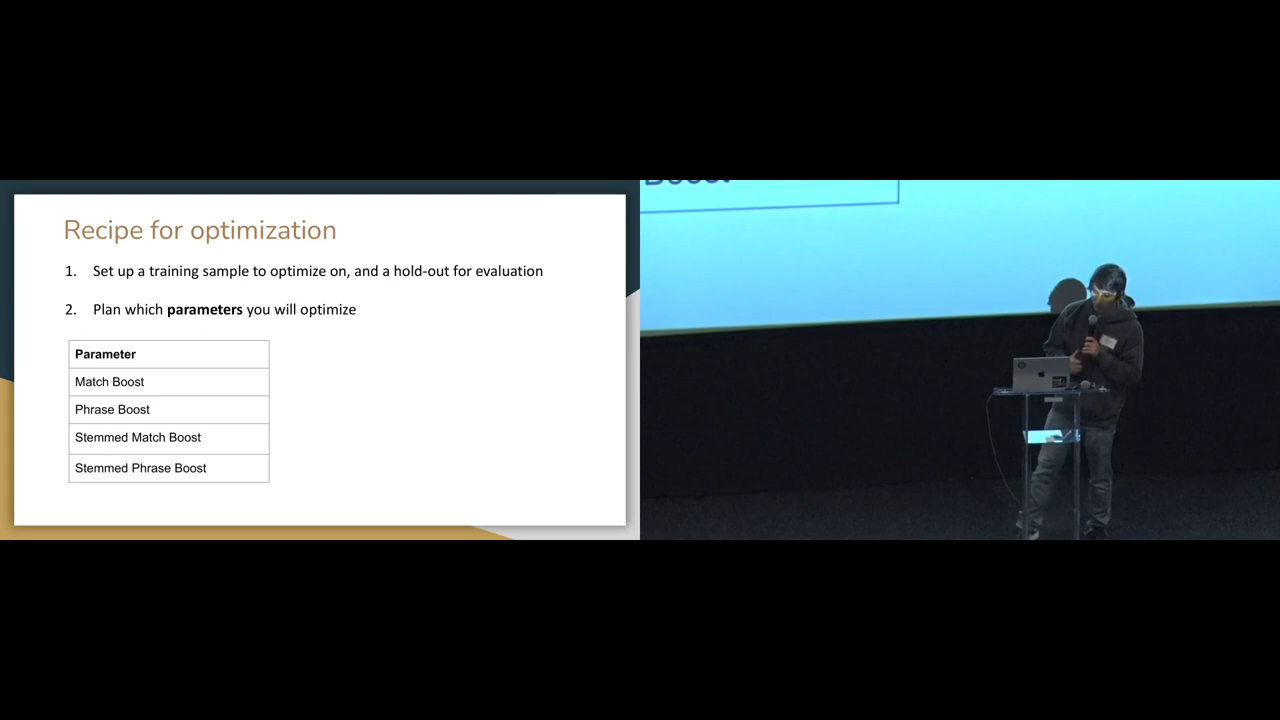 Recipe for optimization
1. Set up a training sample to optimize on, and a hold-out for evaluation
2. Plan which parameters you will optimize
Parameter
Match Boost
Phrase Boost
Stemmed Match Boost
Stemmed Phrase Boost
Boost